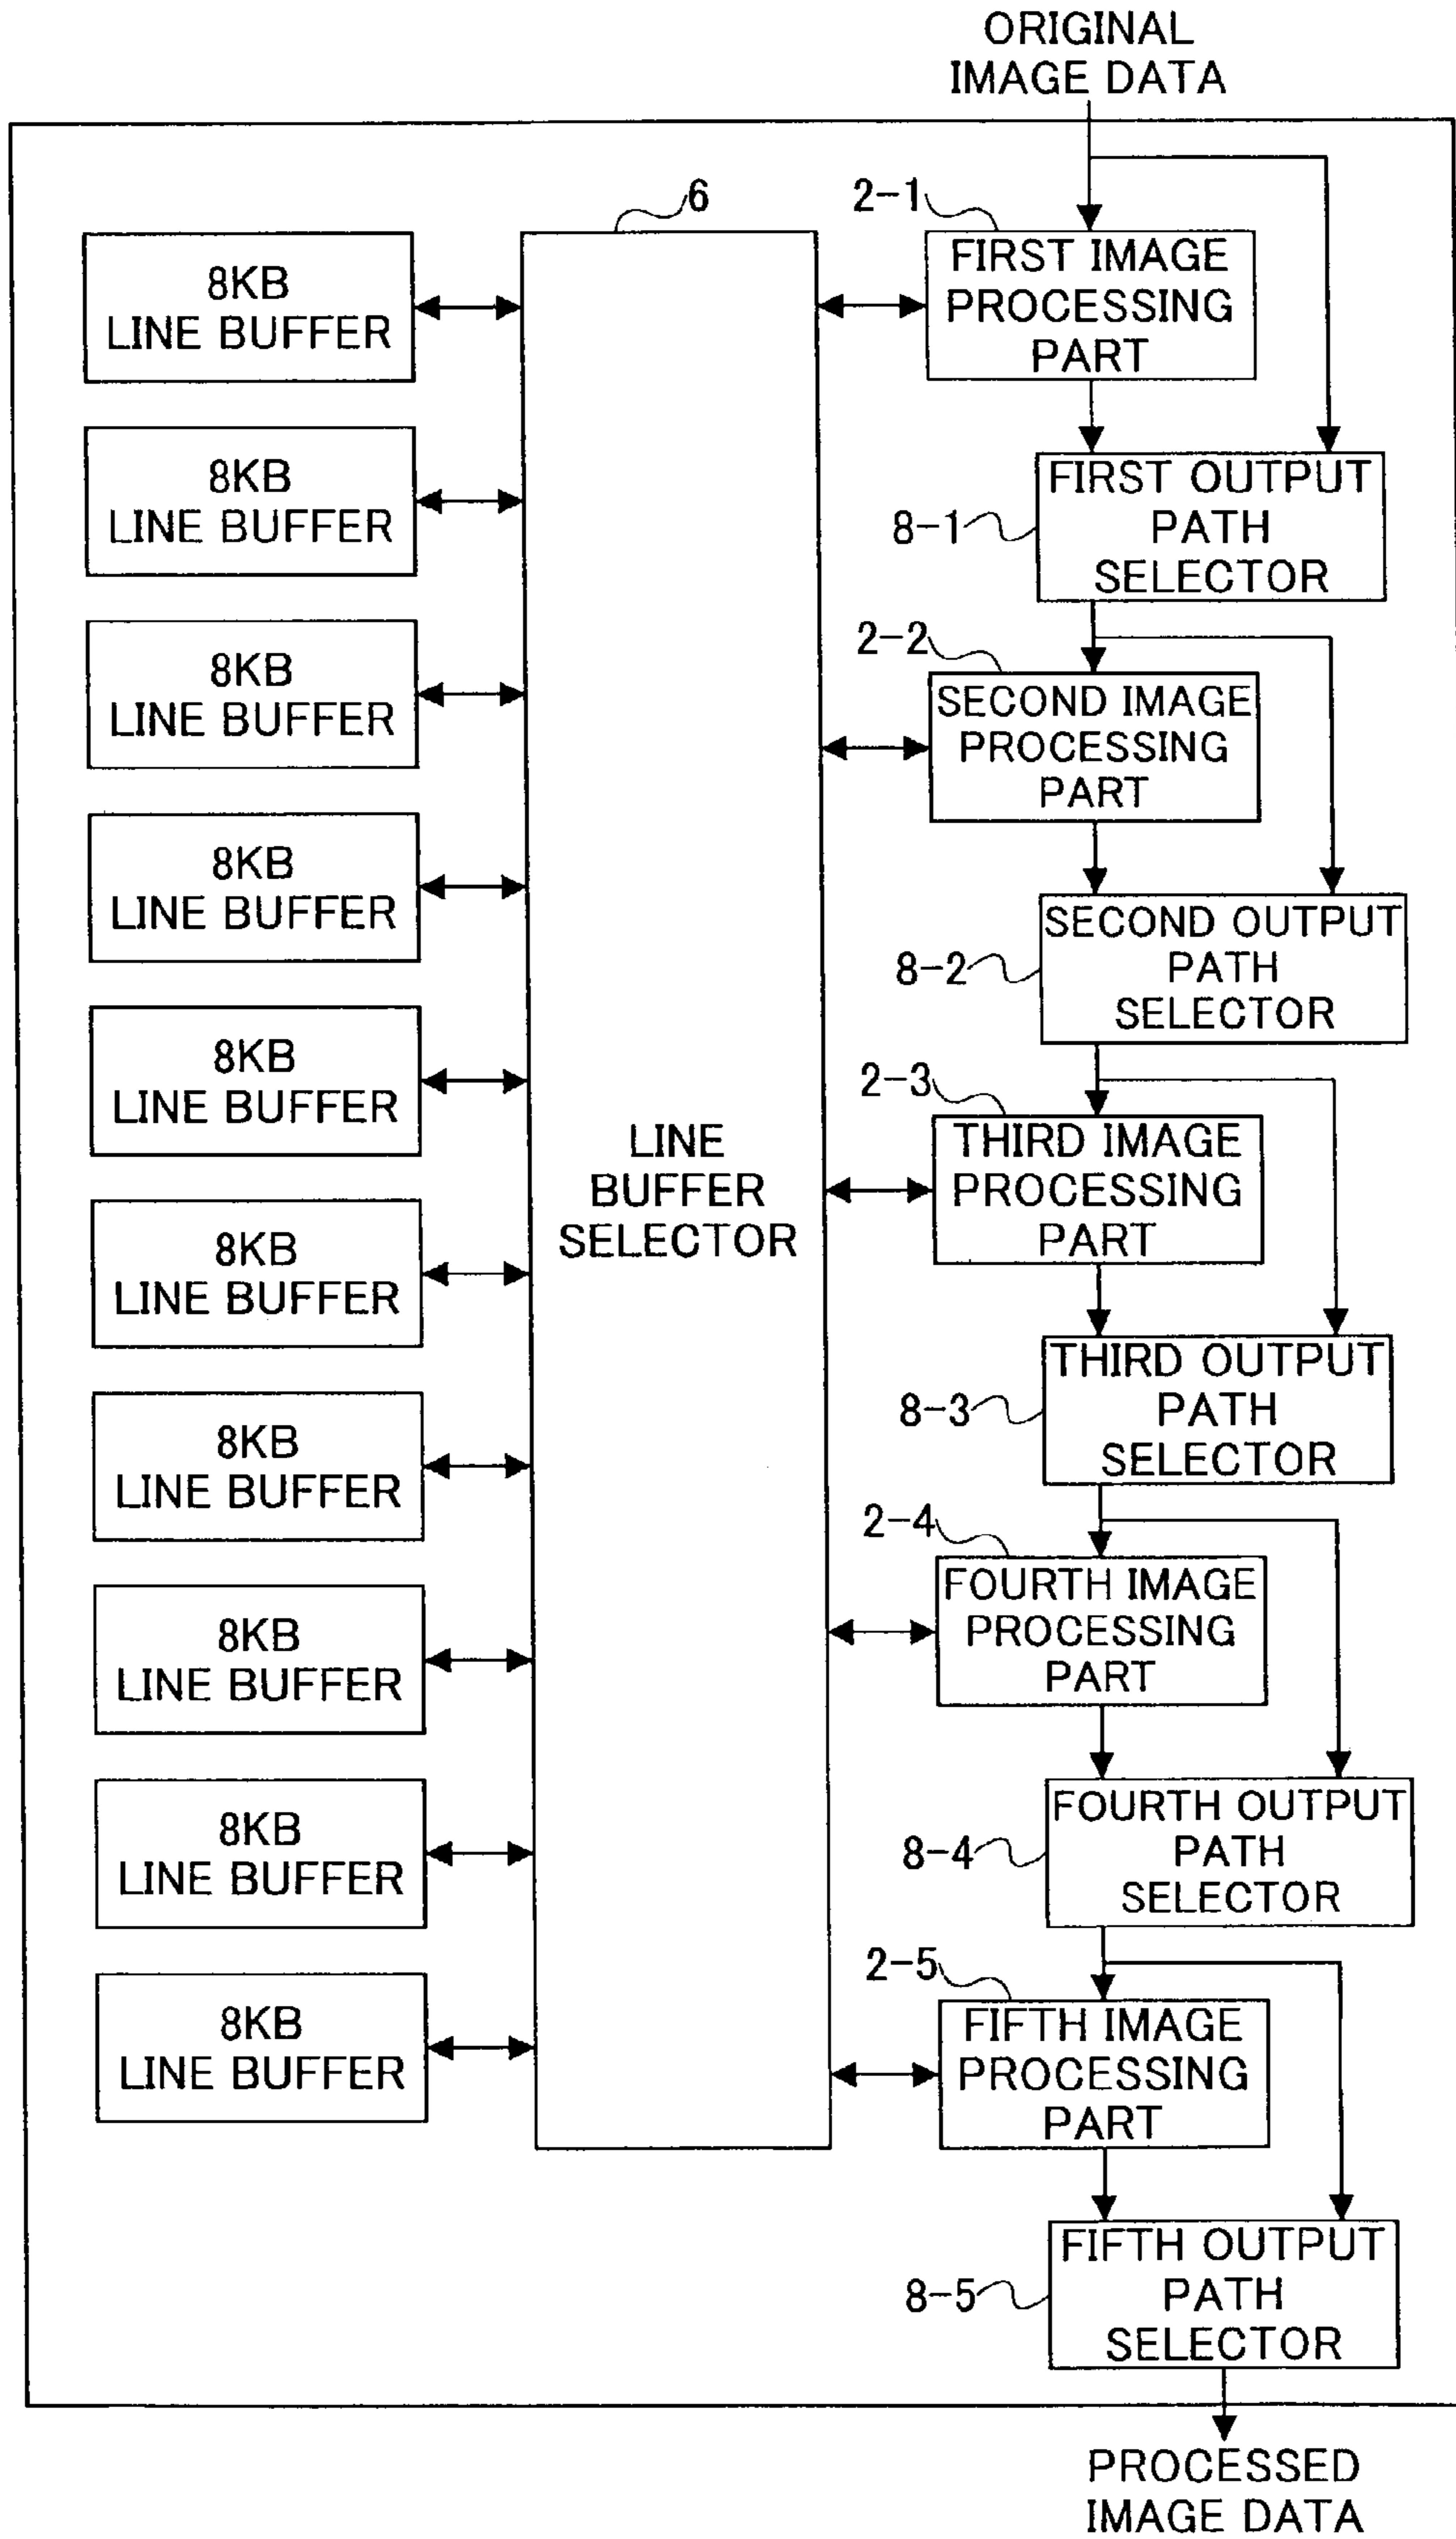 ORIGINAL
IMAGE DATA
6
2-1
8KB
LINE BUFFER
FIRST IMAGE
PROCESSING
PART
8KB
LINE BUFFER
8-1
FIRST OUTPUT
PATH
SELECTOR
2-2
8KB
LINE BUFFER
SECOND IMAGE
PROCESSING
PART
8KB
LINE BUFFER
8-2
SECOND OUTPUT
PATH
SELECTOR
8KB
LINE BUFFER
2-3
LINE
BUFFER
SELECTOR
THIRD IMAGE
PROCESSING
PART
8KB
LINE BUFFER
8-3
THIRD OUTPUT
PATH
SELECTOR
8KB
LINE BUFFER
2-4
FOURTH IMAGE
PROCESSING
PART
8KB
LINE BUFFER
8-4
FOURTH OUTPUT
PATH
SELECTOR
8KB
LINE BUFFER
2-5
FIFTH IMAGE
PROCESSING
PART
8KB
LINE BUFFER
8-5
FIFTH OUTPUT
PATH
SELECTOR
PROCESSED
IMAGE DATA